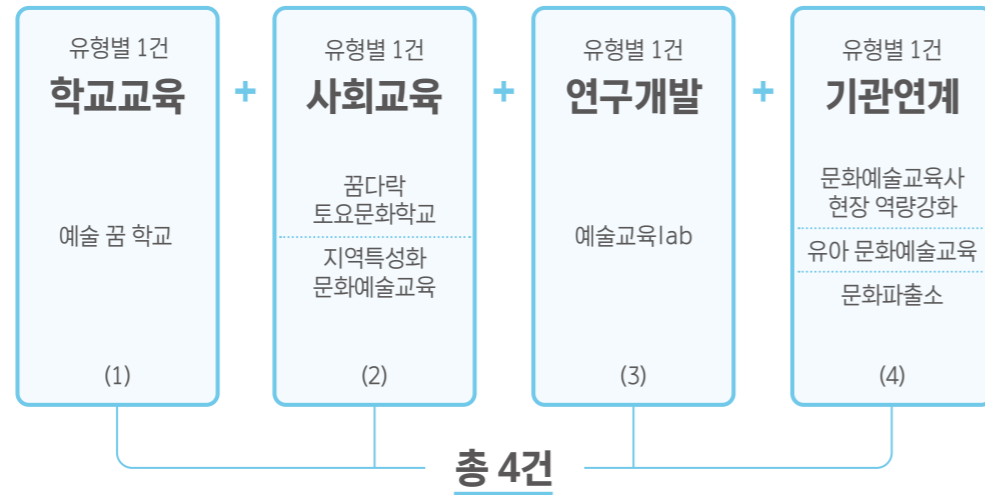 유형별 1건
학교교육
예술 꿈 학교
(1)
+
유형별 1건
사회교육
꿈다락
토요문화학교
지역특성화
문화예술교육
(2)
+
유형별 1건
연구개발
예술교육lab
(3)
+
유형별 1건
기관연계
문화예술교육사
현장 역량강화
유아 문화예술교육
문화파출소
(4)
총 4건